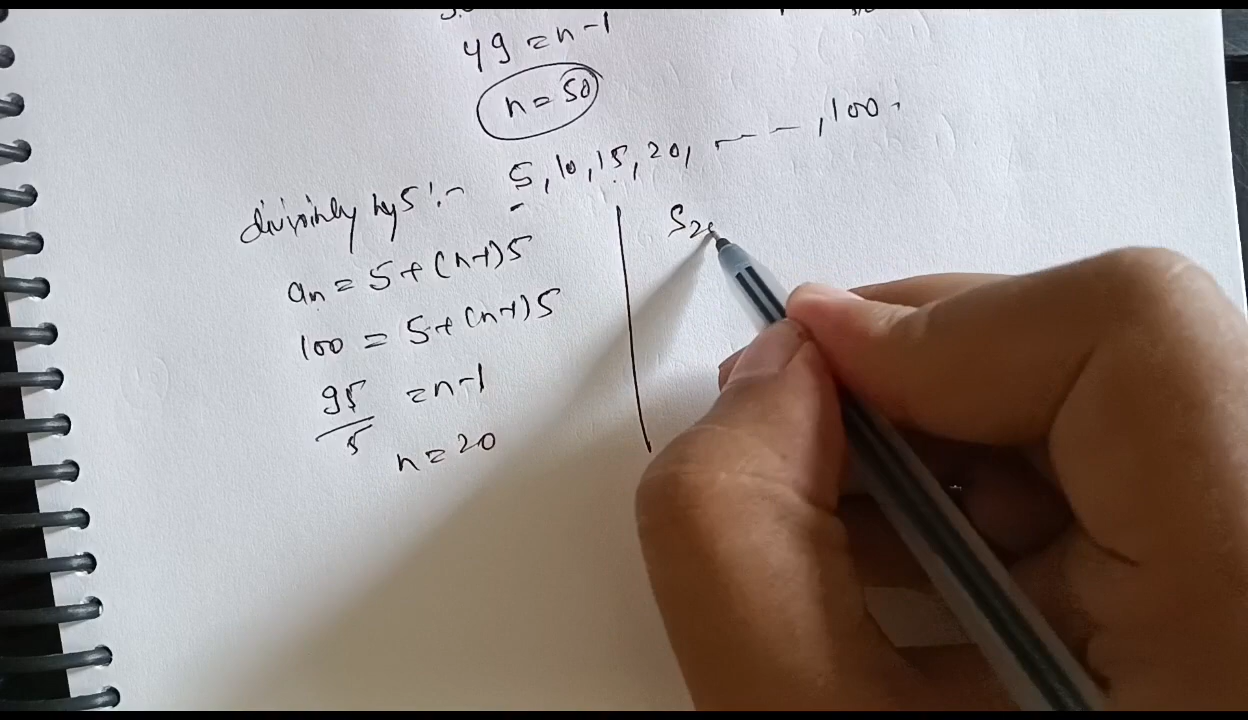 49 = n-1
n = 50
divisinly by 5 :- 5, 10, 15, 20, - - -, 100.
an = 5 + (n-1)5
100 = 5 + (n-1)5
95/5 = n-1
n = 20
S20